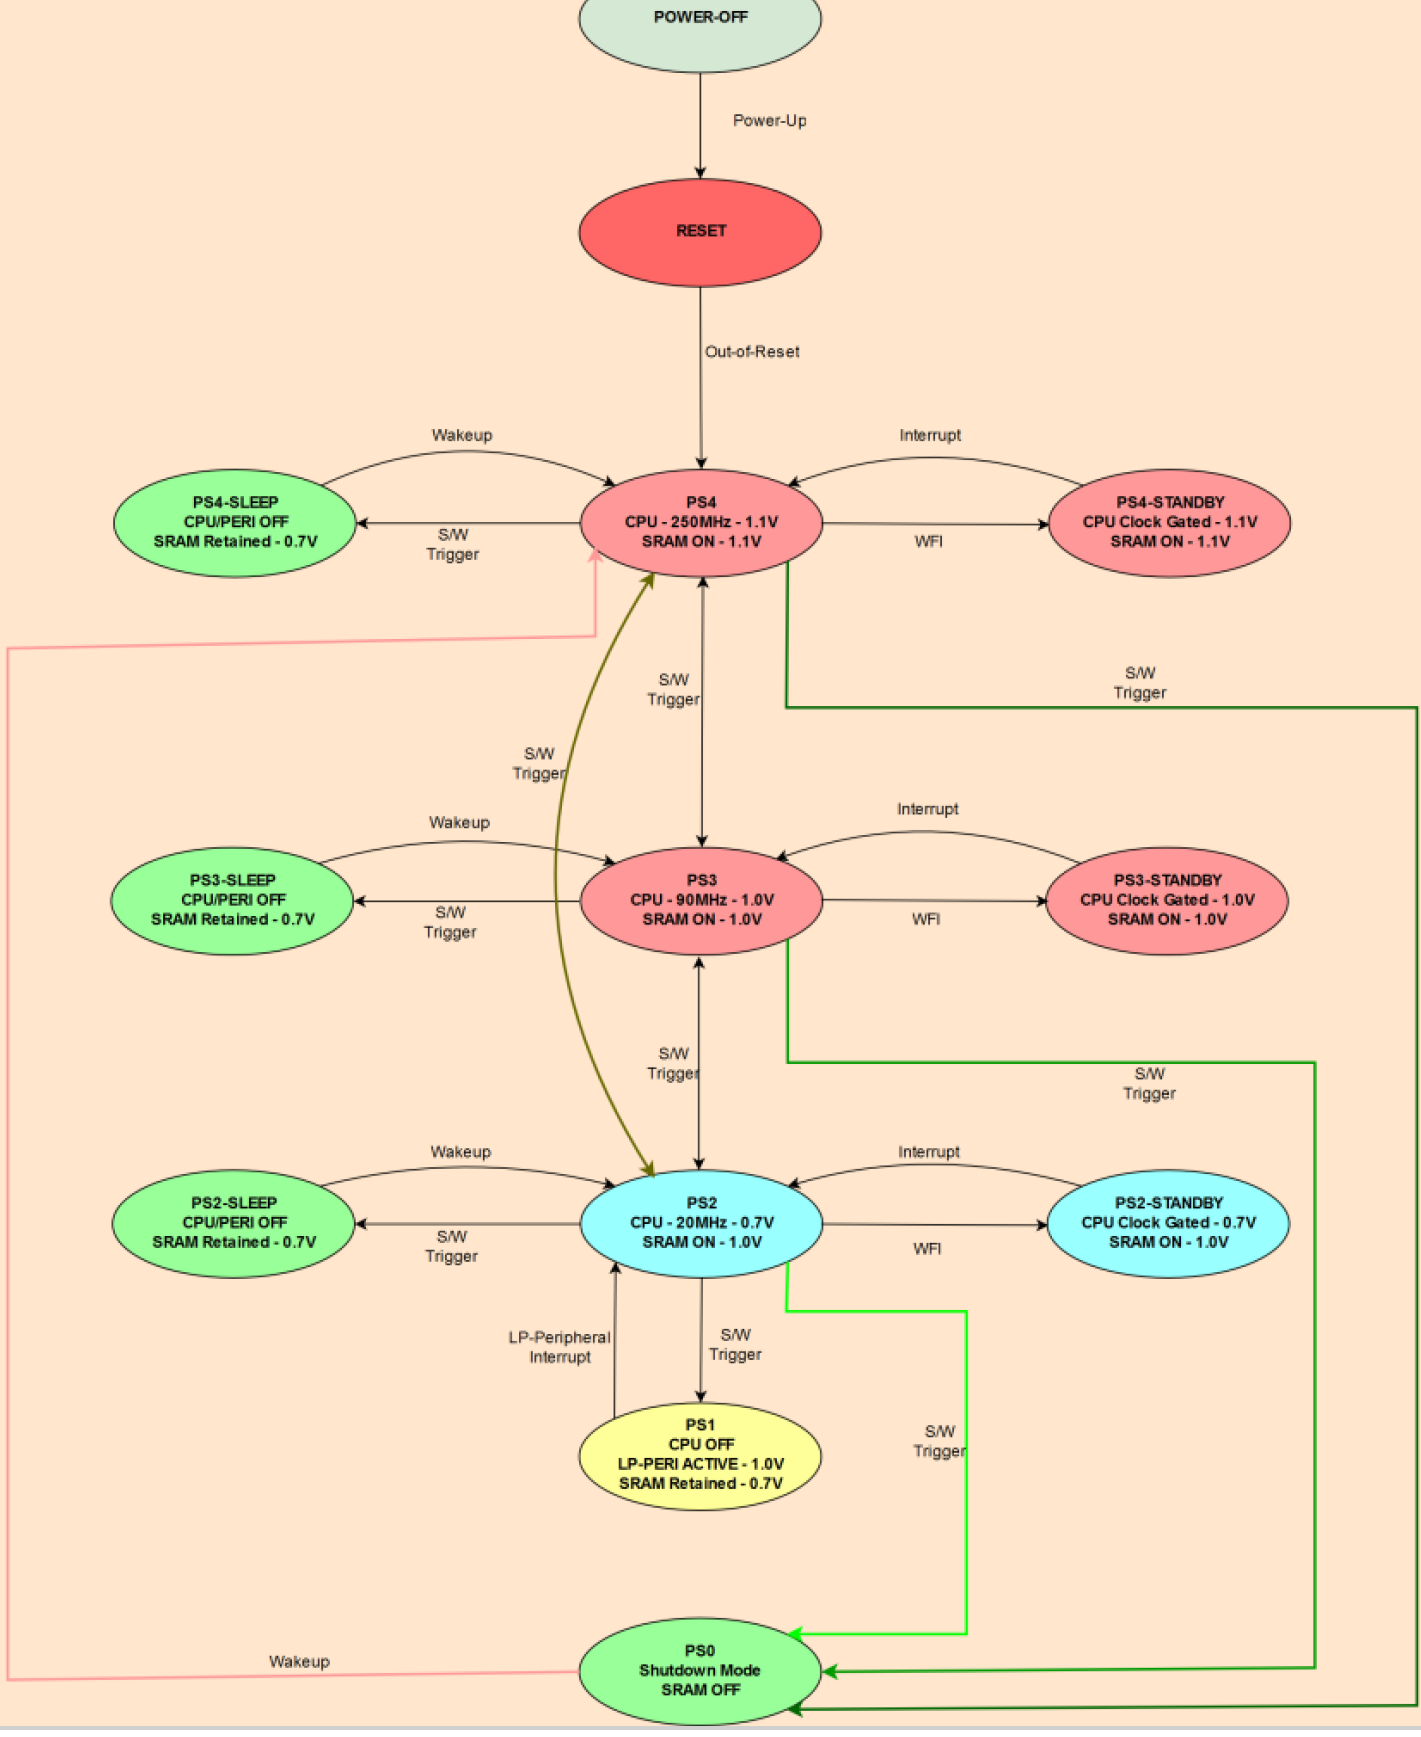 POWER-OFF
Power-Up
RESET
Out-of-Reset
Wakeup
Interrupt
PS4-SLEEP
CPU/PERI OFF
SRAM Retained - 0.7V
S/W
Trigger
PS4
CPU - 250MHz - 1.1V
SRAM ON - 1.1V
WFI
PS4-STANDBY
CPU Clock Gated - 1.1V
SRAM ON - 1.1V
S/W
Trigger
S/W
Trigger
S/W
Trigger
Wakeup
Interrupt
PS3-SLEEP
CPU/PERI OFF
SRAM Retained - 0.7V
S/W
Trigger
PS3
CPU - 90MHz - 1.0V
SRAM ON - 1.0V
WFI
PS3-STANDBY
CPU Clock Gated - 1.0V
SRAM ON - 1.0V
S/W
Trigger
S/W
Trigger
Wakeup
Interrupt
PS2-SLEEP
CPU/PERI OFF
SRAM Retained - 0.7V
S/W
Trigger
PS2
CPU - 20MHz - 0.7V
SRAM ON - 1.0V
WFI
PS2-STANDBY
CPU Clock Gated - 0.7V
SRAM ON - 1.0V
LP-Peripheral
Interrupt
S/W
Trigger
PS1
CPU OFF
LP-PERI ACTIVE - 1.0V
SRAM Retained - 0.7V
S/W
Trigger
Wakeup
PS0
Shutdown Mode
SRAM OFF